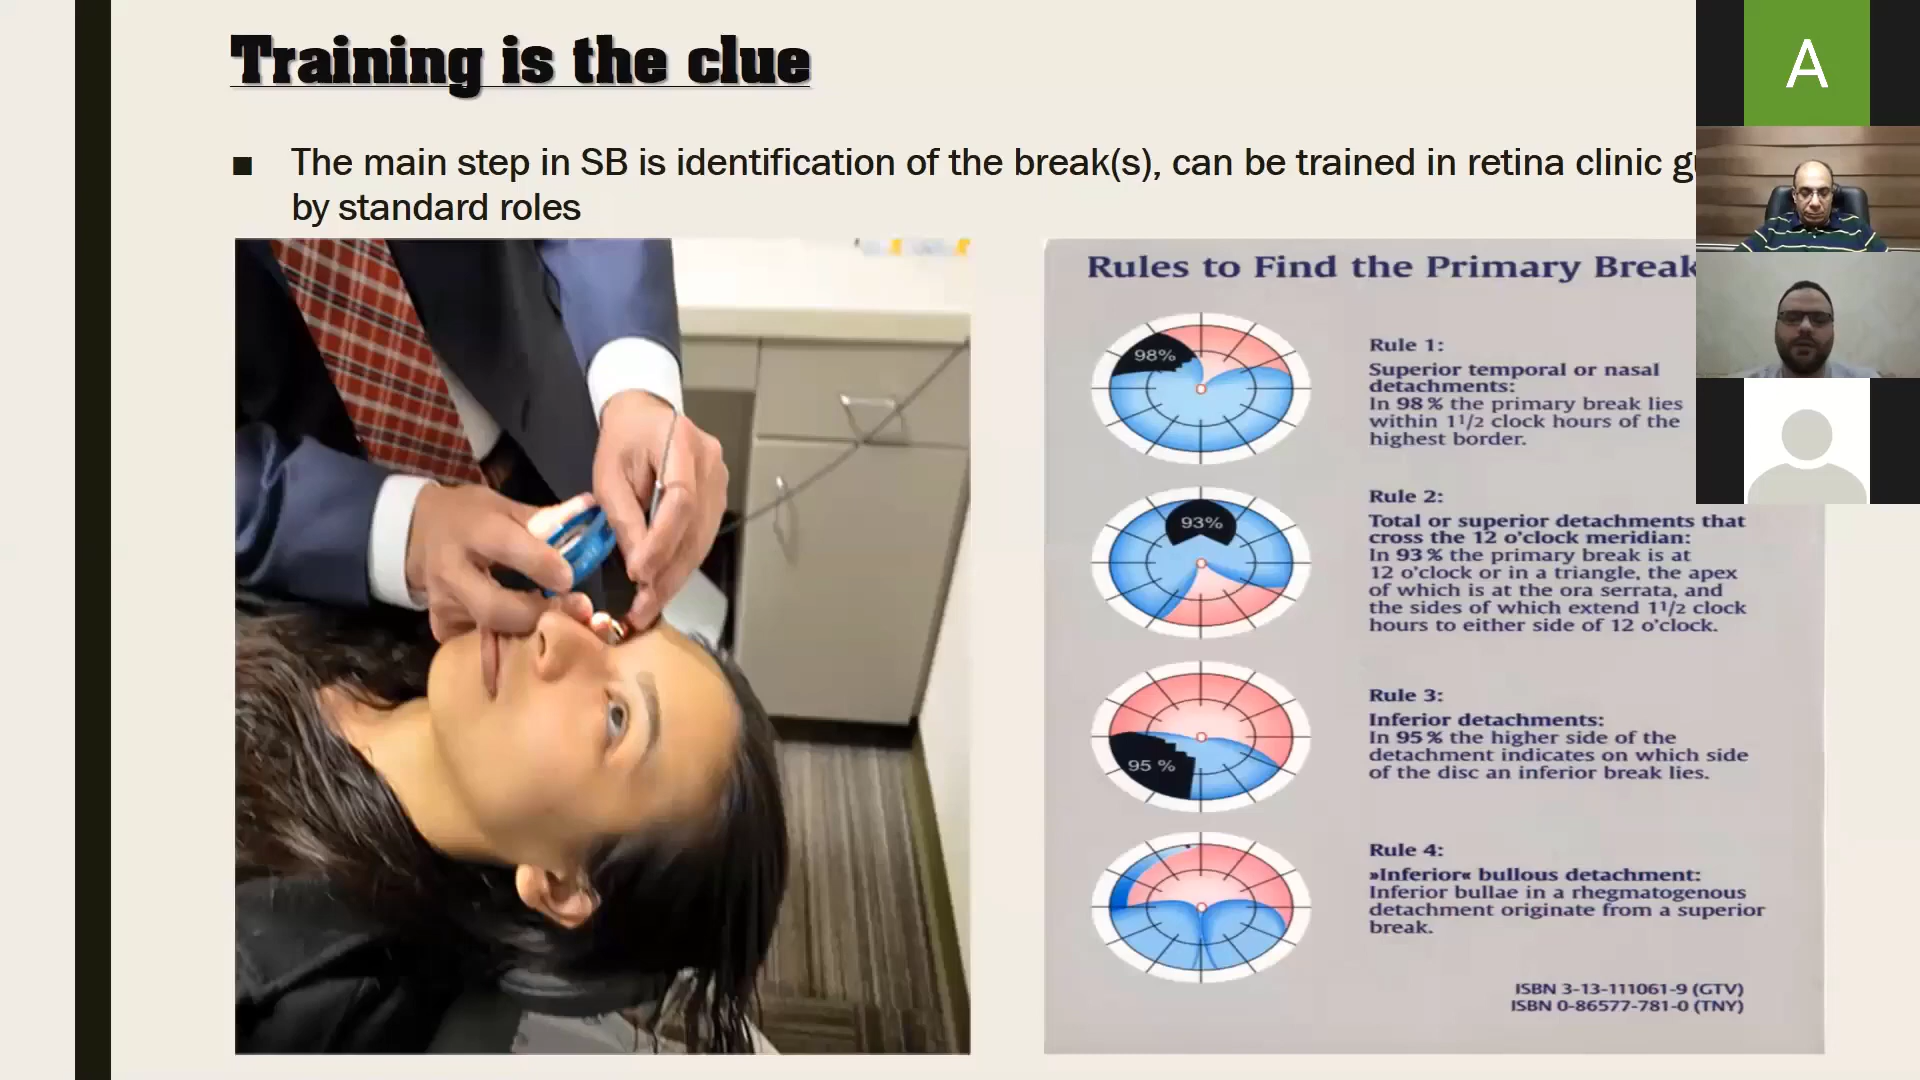 Training is the clue
■ The main step in SB is identification of the break(s), can be trained in retina clinic
by standard roles
Rules to Find the Primary Break
98%
Rule 1:
Superior temporal or nasal
detachments:
In 98 % the primary break lies
within 1 1/2 clock hours of the
highest border.
93%
Rule 2:
Total or superior detachments that
cross the 12 o'clock meridian:
In 93 % the primary break is at
12 o'clock or in a triangle, the apex
of which is at the ora serrata, and
the sides of which extend 1 1/2 clock
hours to either side of 12 o'clock.
95 %
Rule 3:
Inferior detachments:
In 95 % the higher side of the
detachment indicates on which side
of the disc an inferior break lies.
Rule 4:
»Inferior« bullous detachment:
Inferior bullae in a rhegmatogenous
detachment originate from a superior
break.
ISBN 3-13-111061-9 (GTV)
ISBN 0-86577-781-0 (TNY)
A